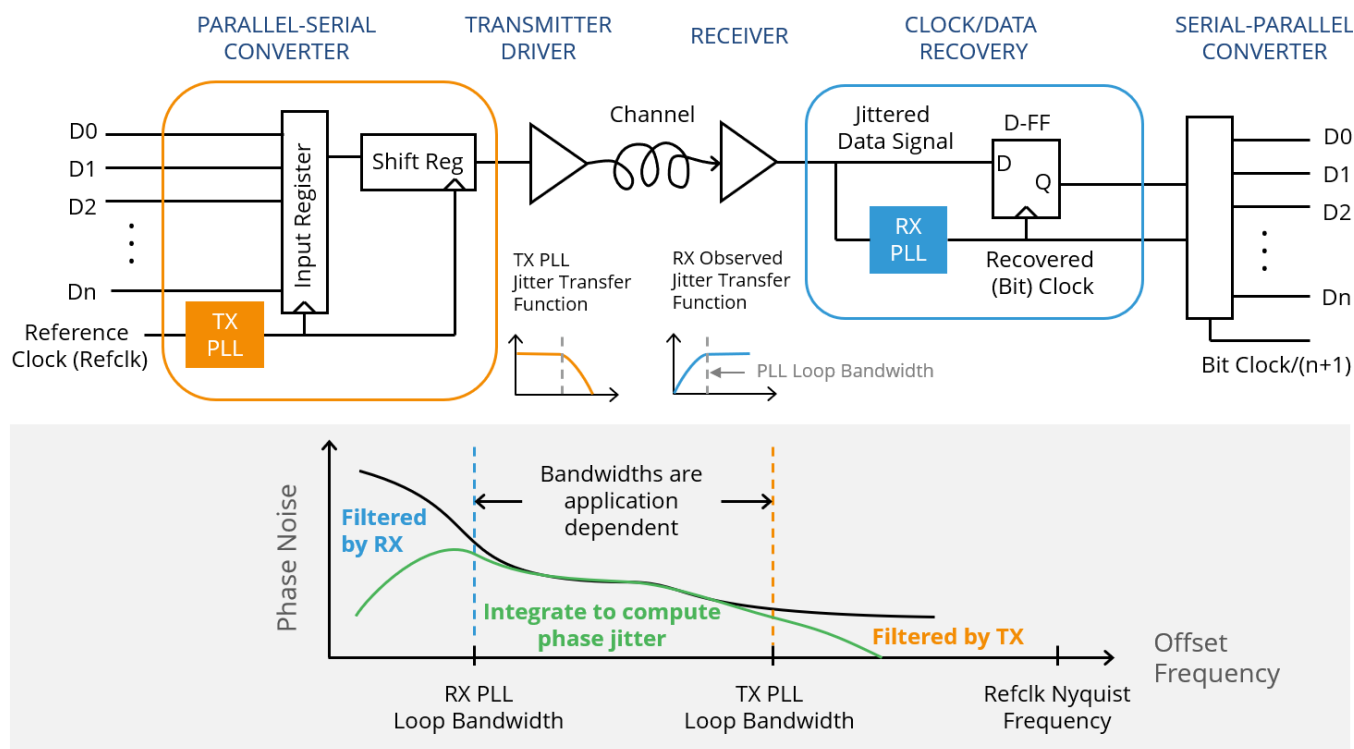 PARALLEL-SERIAL
CONVERTER
TRANSMITTER
DRIVER
RECEIVER
CLOCK/DATA
RECOVERY
SERIAL-PARALLEL
CONVERTER
D0
D1
D2
Dn
Reference
Clock (Refclk)
TX
PLL
Input Register
Shift Reg
Channel
TX PLL
Jitter Transfer
Function
RX Observed
Jitter Transfer
Function
PLL Loop Bandwidth
Jittered
Data Signal
D-FF
D
Q
RX
PLL
Recovered
(Bit) Clock
D0
D1
D2
Dn
Bit Clock/(n+1)
Phase Noise
Filtered
by RX
Bandwidths are
application
dependent
Integrate to compute
phase jitter
Filtered by TX
Offset
Frequency
RX PLL
Loop Bandwidth
TX PLL
Loop Bandwidth
Refclk Nyquist
Frequency